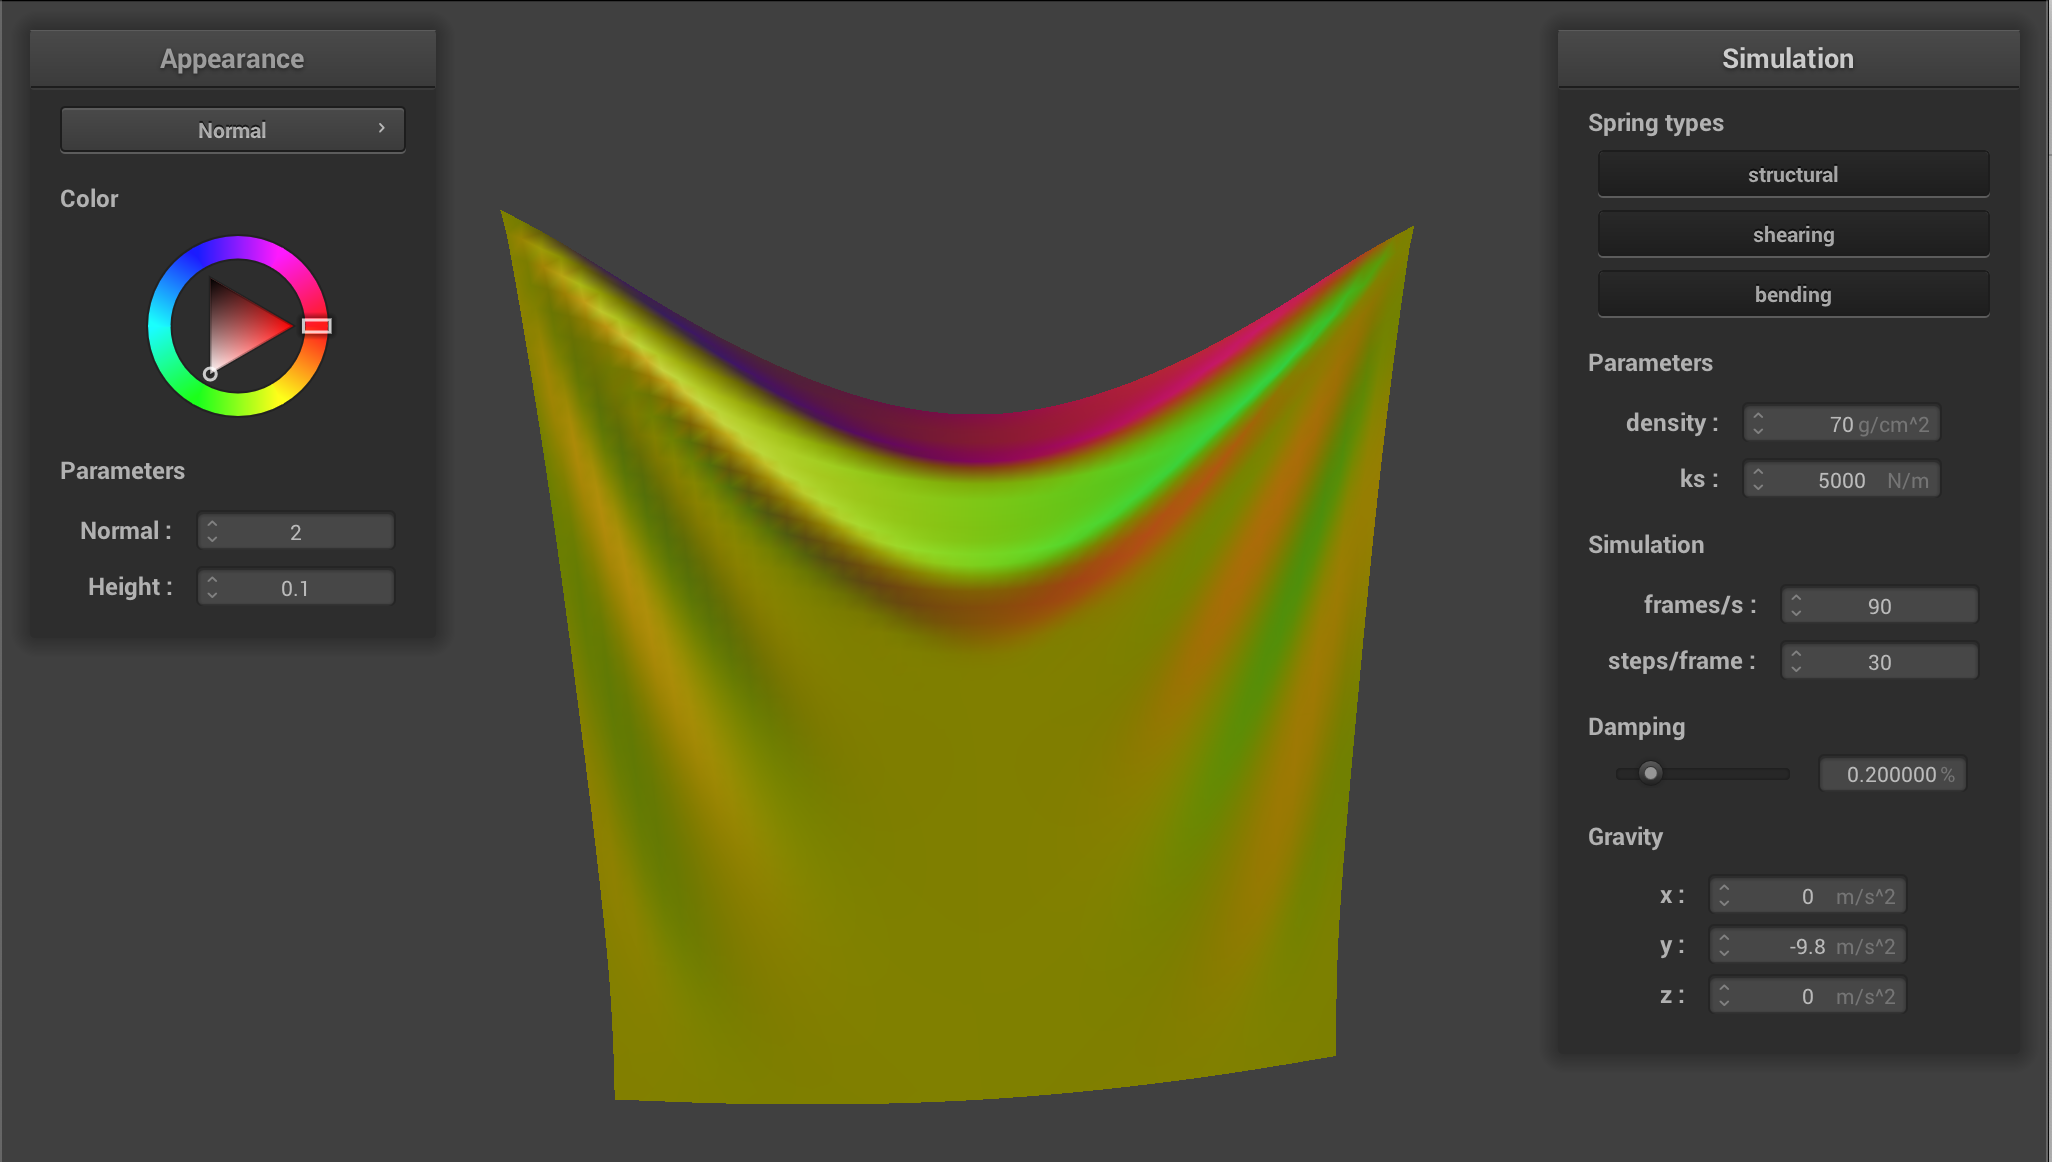 Appearance
Normal
Color
Parameters
Normal : 2
Height : 0.1
Simulation
Spring types
structural
shearing
bending
Parameters
density : 70 g/cm^2
ks : 5000 N/m
Simulation
frames/s : 90
steps/frame : 30
Damping
0.200000 %
Gravity
x : 0 m/s^2
y : -9.8 m/s^2
z : 0 m/s^2